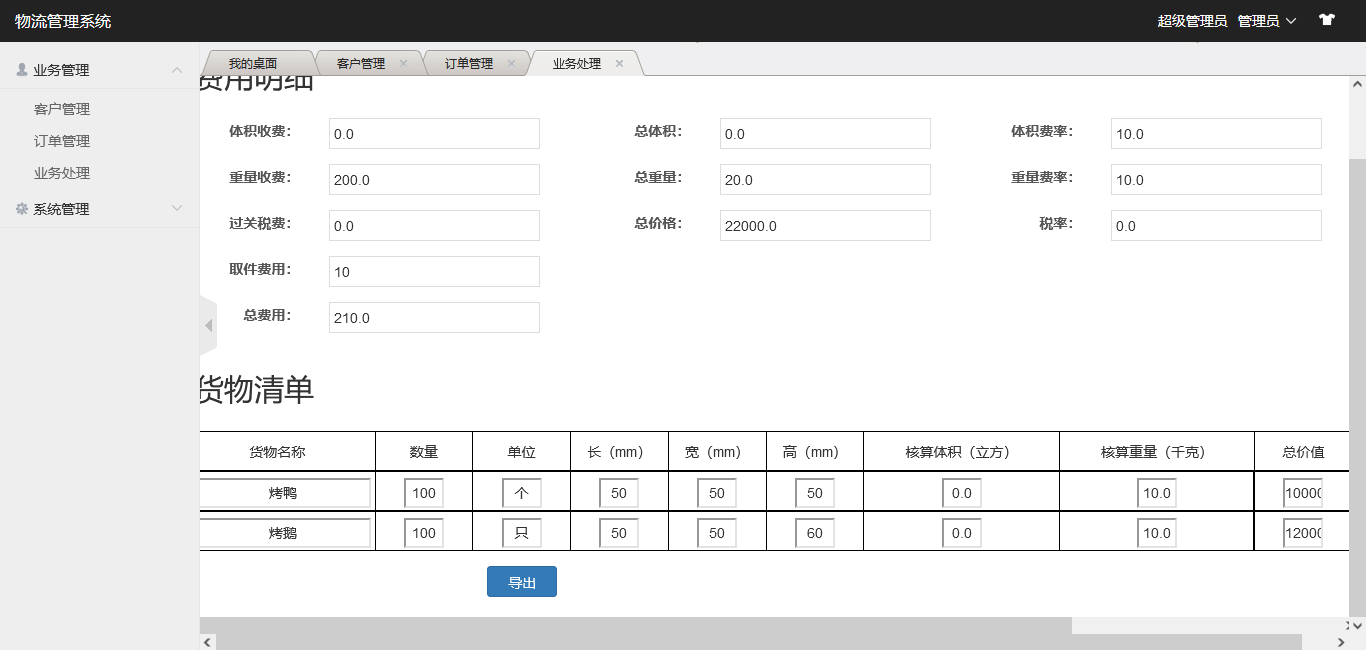 物流管理系统
超级管理员 管理员
业务管理
客户管理
订单管理
业务处理
系统管理
我的桌面 客户管理 订单管理 业务处理
费用明细
体积收费： 0.0 总体积： 0.0 体积费率： 10.0
重量收费： 200.0 总重量： 20.0 重量费率： 10.0
过关税费： 0.0 总价格： 22000.0 税率： 0.0
取件费用： 10
总费用： 210.0
货物清单
货物名称 数量 单位 长（mm） 宽（mm） 高（mm） 核算体积（立方） 核算重量（千克） 总价值
烤鸭 100 个 50 50 50 0.0 10.0 10000
烤鹅 100 只 50 50 60 0.0 10.0 12000
导出